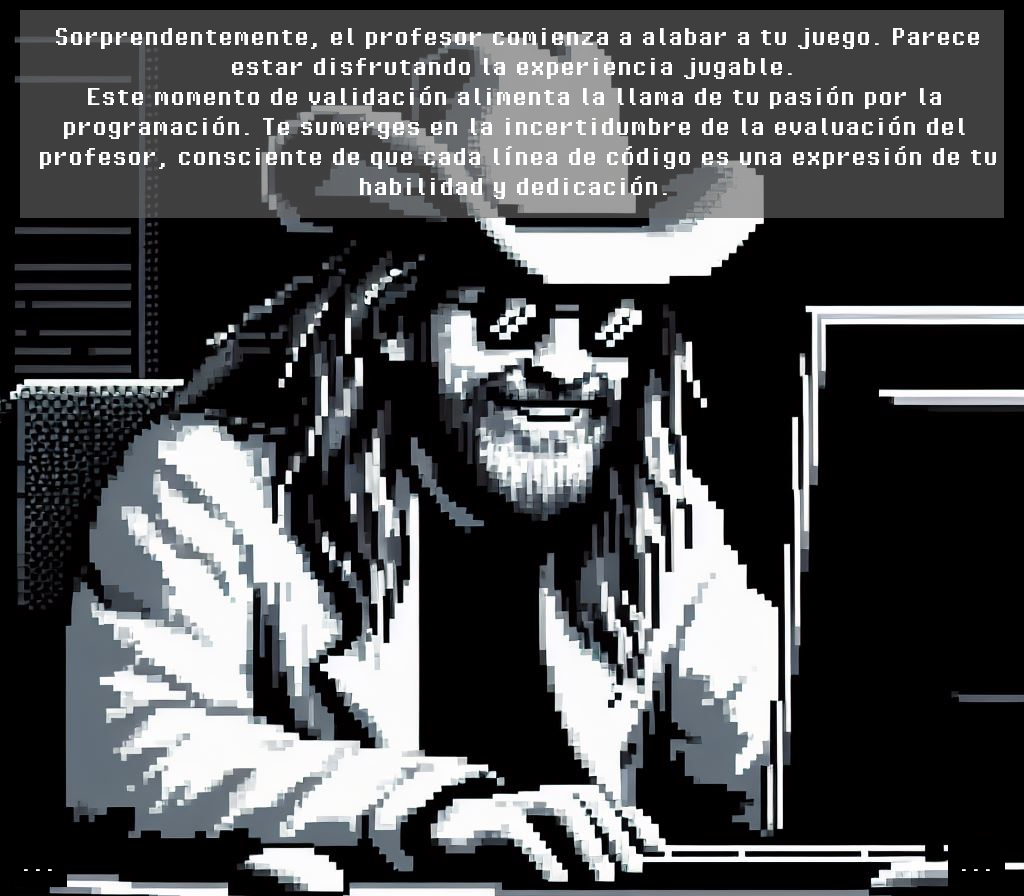 Sorprendentemente, el profesor comienza a alabar a tu juego. Parece
estar disfrutando la experiencia jugable.
Este momento de validación alimenta la llama de tu pasión por la
programación. Te sumerges en la incertidumbre de la evaluación del
profesor, consciente de que cada línea de código es una expresión de tu
habilidad y dedicación.
... ...